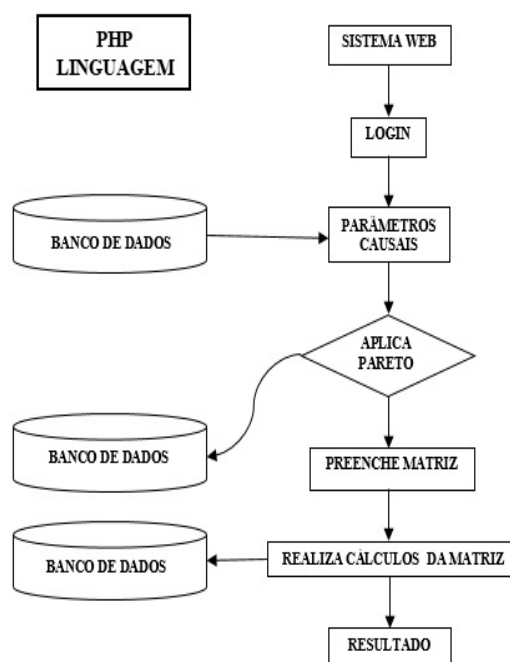 PHP
LINGUAGEM
SISTEMA WEB
LOGIN
BANCO DE DADOS
PARÂMETROS
CAUSAIS
APLICA
PARETO
BANCO DE DADOS
PREENCHE MATRIZ
BANCO DE DADOS
REALIZA CÁLCULOS DA MATRIZ
RESULTADO